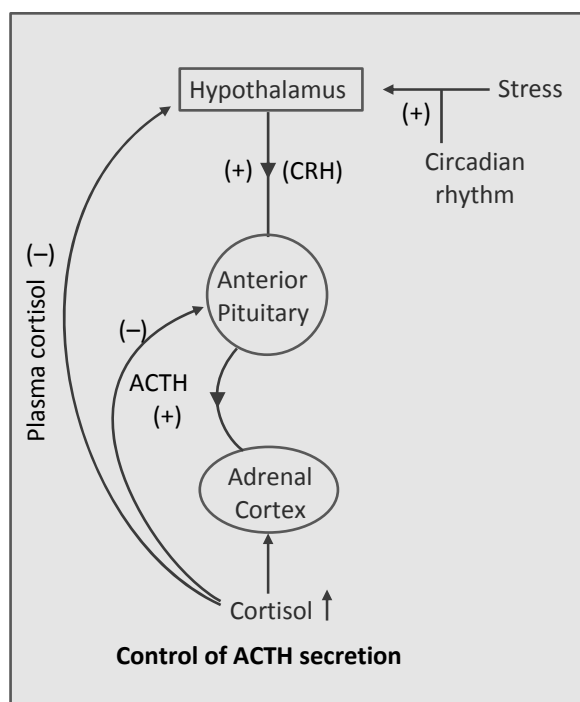 Hypothalamus
Stress
(+)
(+) (CRH)
Circadian
rhythm
Plasma cortisol (–)
Anterior
Pituitary
(–)
ACTH
(+)
Adrenal
Cortex
Cortisol
Control of ACTH secretion